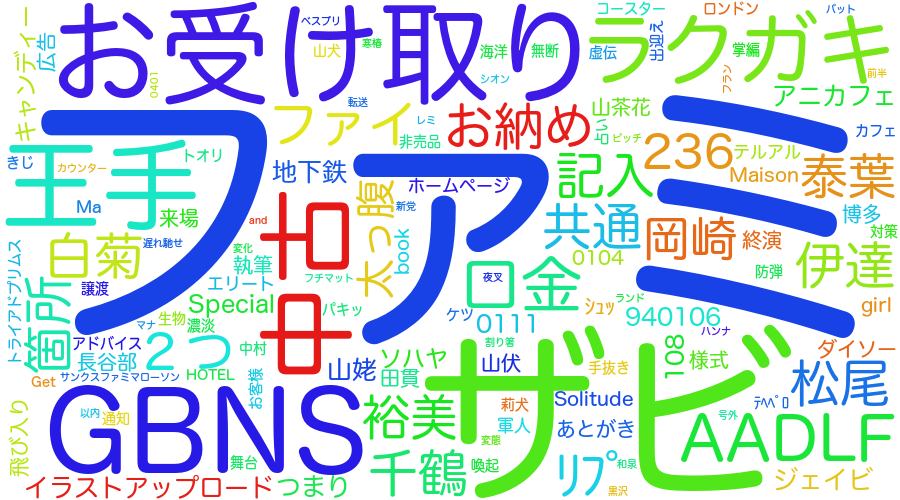 キャンディー
広告
お受け取り
ベスプリ
山犬
寒椿
海洋
シオン
無断
コースター
虚伝
出迎え
ロンドン
掌編
バット
ラクガキ
前半
フラン
アニカフェ
0401
転送
ファイ
レミ
非売品
お納め
占い
ビッチ
山茶花
236
テルアル
カフェ
ファミミミ
きじ
カウンター
トオリ
王手
地下鉄
ホームページ
記入
Maison
泰葉
Ma
来場
中古
太っ腹
新党
book
共通
岡崎
終演
博多
対策
白菊
遅れ馳せ
and
変化
執筆
フチマット
夜叉
口金
0104
防弾
伊達
トライアドプリムス
箇所
譲渡
エリート
マナ
生物
濃淡
Special
パキッ
ケツ
0111
ｼｭｯ
ランド
940106
girl
ハンナ
アドバイス
2つ
中村
割り箸
108
様式
ダイソー
長谷部
山姥
ソハヤ
田貫
山伏
手抜き
Get
サンクスファミマローソン
HOTEL
お客様
ザビ
Solitude
ﾃﾍﾍﾟﾛ
松尾
GBNS
裕美
莉犬
軍人
あとがき
号外
AADLF
以内
通知
変態
飛び入り
舞台
千鶴
喚起
ﾘﾌﾟ
和泉
黒沢
ジェイビ
イラストアップロード
つまり